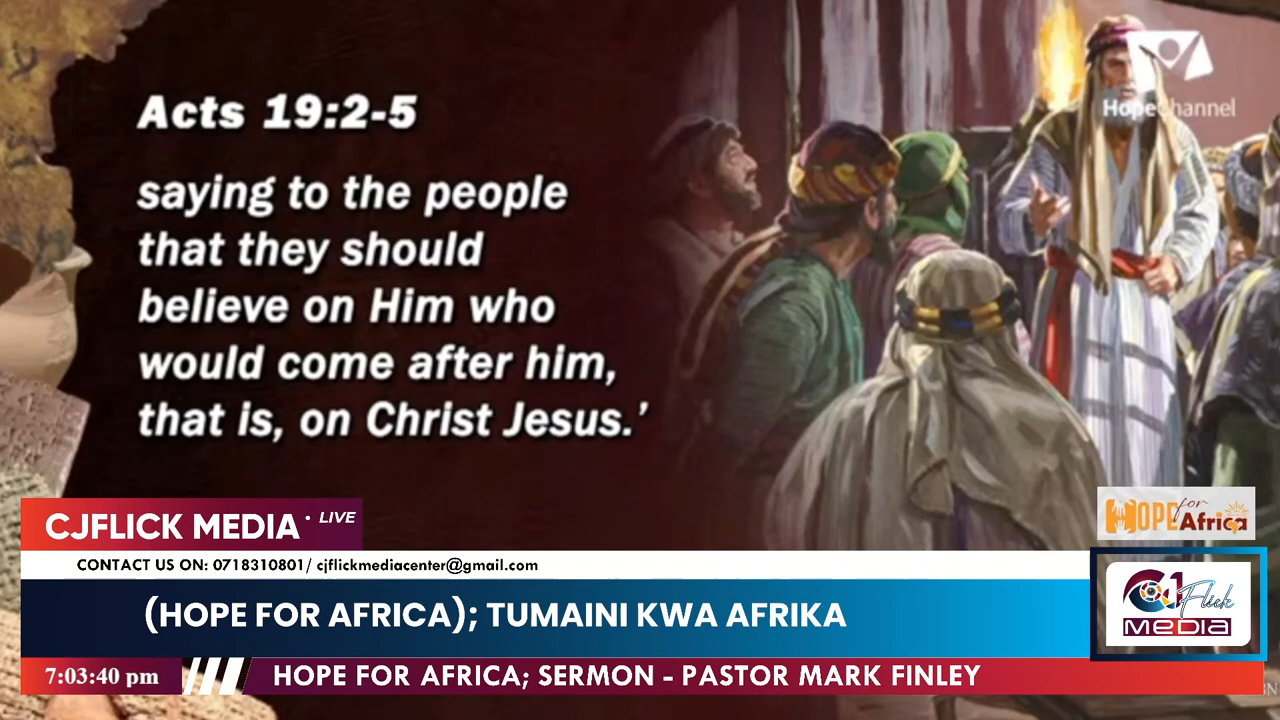 Acts 19:2-5
saying to the people
that they should
believe on Him who
would come after him,
that is, on Christ Jesus.’
HopeChannel
CJFLICK MEDIA • LIVE
HOPE for Africa
CONTACT US ON: 0718310801/ cjflickmediacenter@gmail.com
(HOPE FOR AFRICA); TUMAINI KWA AFRIKA
Flick
MEDIA
7:03:40 pm
HOPE FOR AFRICA; SERMON - PASTOR MARK FINLEY